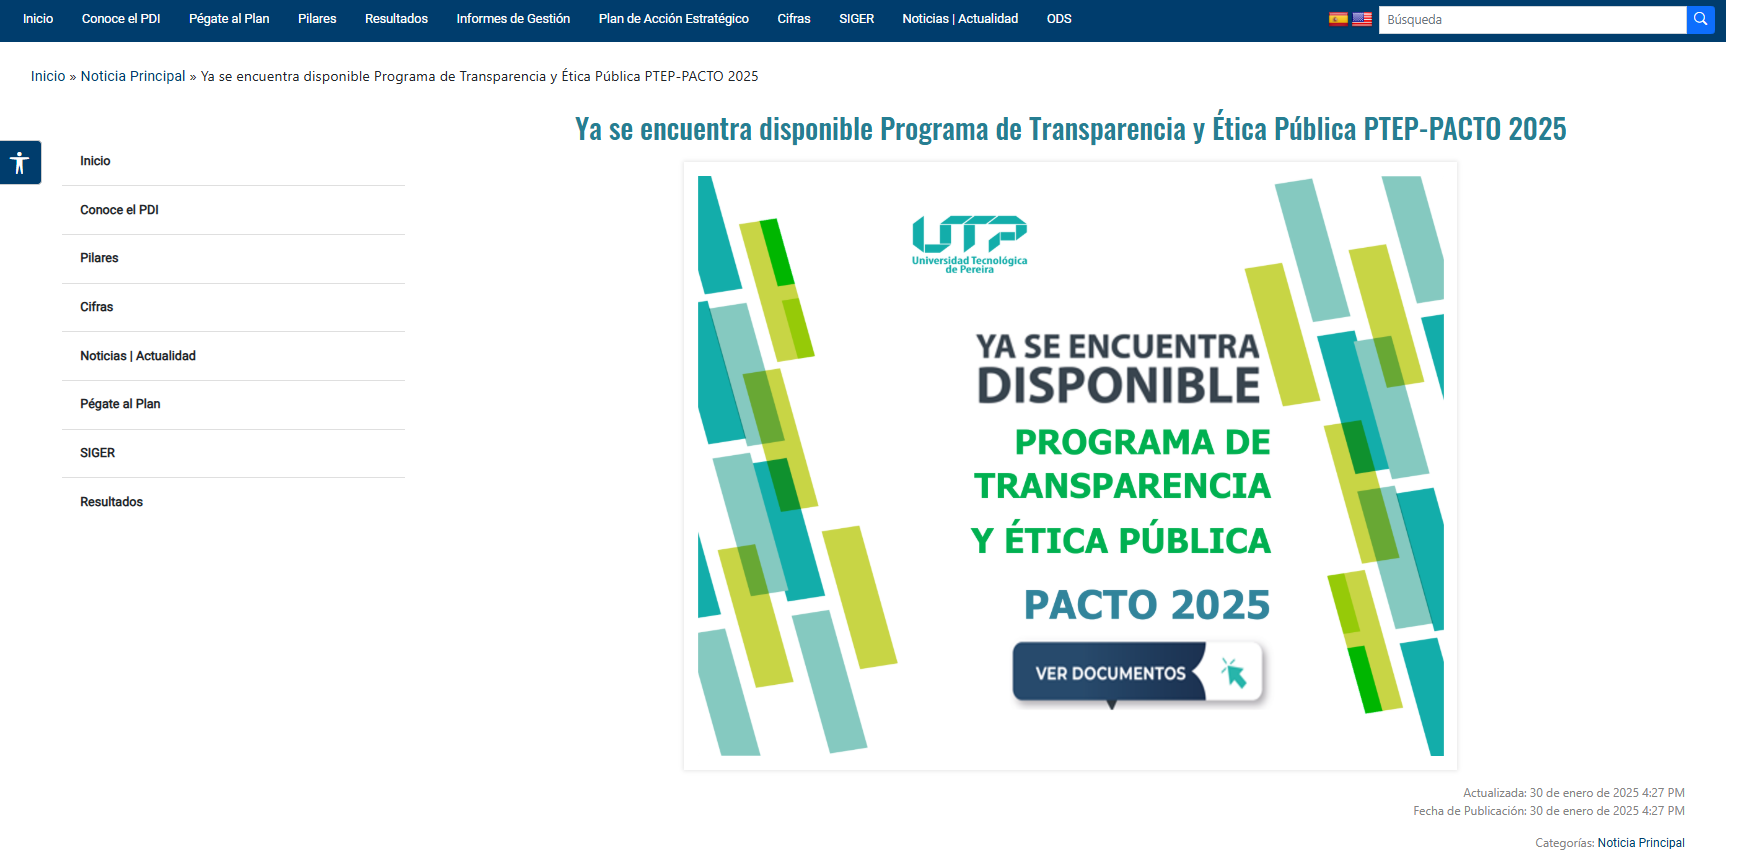 Inicio Conoce el PDI Pégate al Plan Pilares Resultados Informes de Gestión Plan de Acción Estratégico Cifras SIGER Noticias | Actualidad ODS Búsqueda
Inicio » Noticia Principal » Ya se encuentra disponible Programa de Transparencia y Ética Pública PTEP-PACTO 2025
Ya se encuentra disponible Programa de Transparencia y Ética Pública PTEP-PACTO 2025
Inicio
Conoce el PDI
Pilares
Cifras
Noticias | Actualidad
Pégate al Plan
SIGER
Resultados
UTP
Universidad Tecnológica
de Pereira
YA SE ENCUENTRA
DISPONIBLE
PROGRAMA DE
TRANSPARENCIA
Y ÉTICA PÚBLICA
PACTO 2025
VER DOCUMENTOS
Actualizada: 30 de enero de 2025 4:27 PM
Fecha de Publicación: 30 de enero de 2025 4:27 PM
Categorías: Noticia Principal